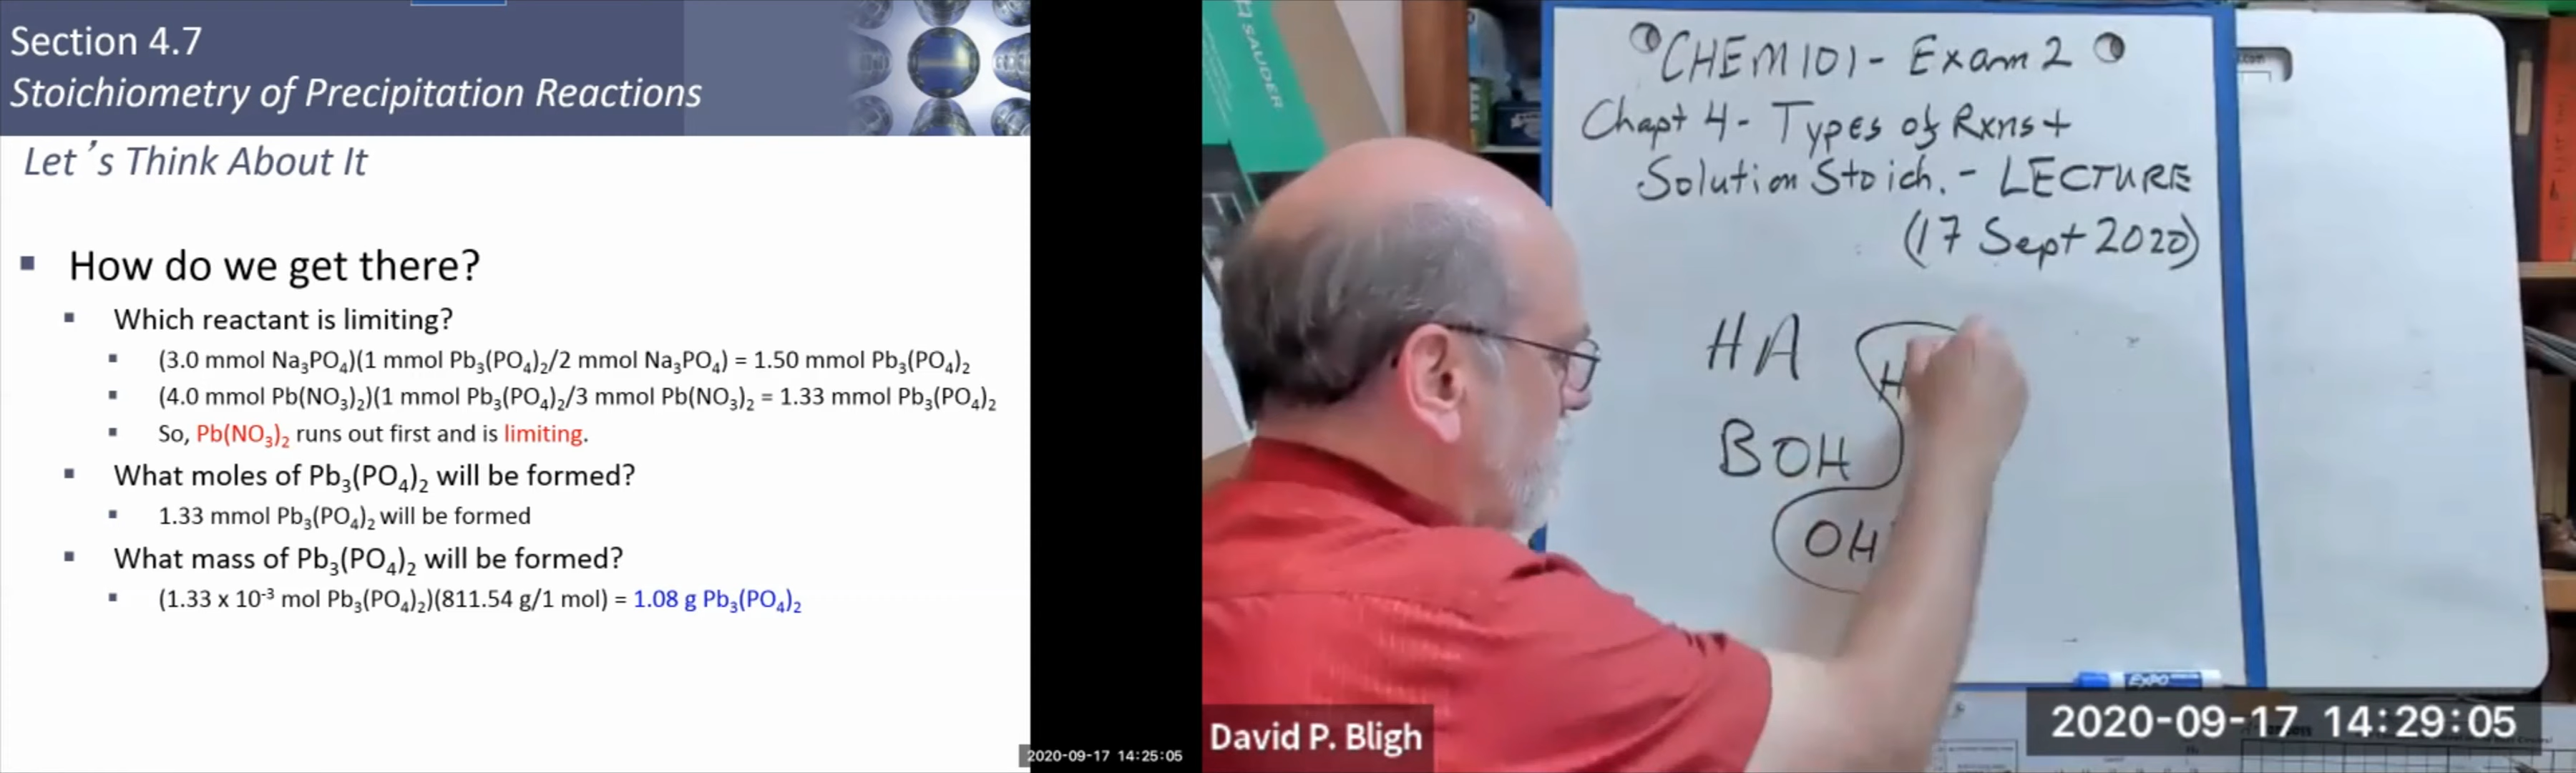 Section 4.7
Stoichiometry of Precipitation Reactions
Let's Think About It
▪ How do we get there?
▪ Which reactant is limiting?
▪ (3.0 mmol Na₃PO₄)(1 mmol Pb₃(PO₄)₂/2 mmol Na₃PO₄) = 1.50 mmol Pb₃(PO₄)₂
▪ (4.0 mmol Pb(NO₃)₂)(1 mmol Pb₃(PO₄)₂/3 mmol Pb(NO₃)₂ = 1.33 mmol Pb₃(PO₄)₂
▪ So, Pb(NO₃)₂ runs out first and is limiting.
▪ What moles of Pb₃(PO₄)₂ will be formed?
▪ 1.33 mmol Pb₃(PO₄)₂ will be formed
▪ What mass of Pb₃(PO₄)₂ will be formed?
▪ (1.33 x 10⁻³ mol Pb₃(PO₄)₂)(811.54 g/1 mol) = 1.08 g Pb₃(PO₄)₂
2020-09-17 14:25:05
SAUDER
CHEM 101 - Exam 2
Chapt 4 - Types of Rxns +
Solution Stoich. - LECTURE
(17 Sept 2020)
HA
H
BOH
OH
EXPO
David P. Bligh
2020-09-17 14:29:05